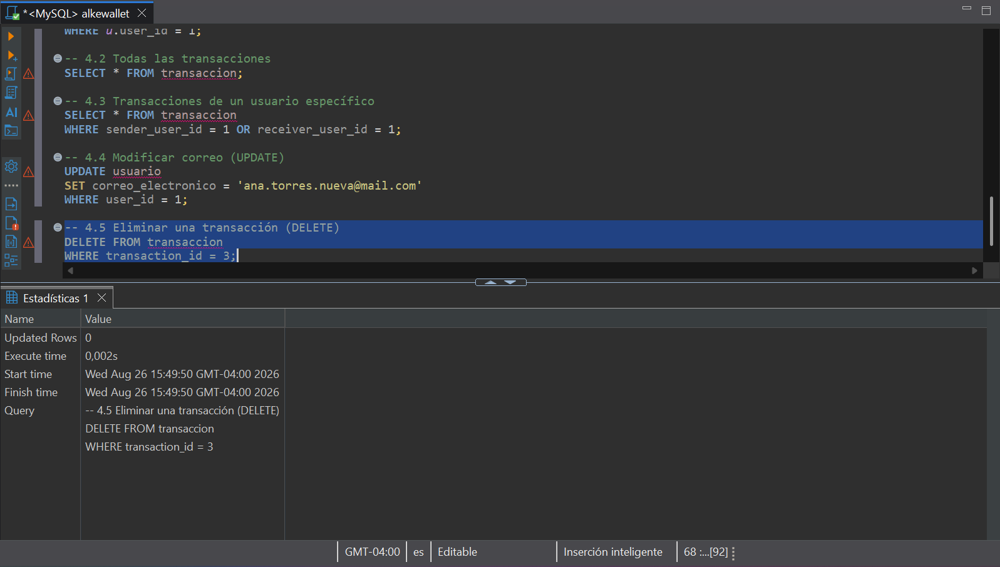 *<MySQL> alkewallet
WHERE u.user_id = 1;
-- 4.2 Todas las transacciones
SELECT * FROM transaccion;
-- 4.3 Transacciones de un usuario específico
SELECT * FROM transaccion
WHERE sender_user_id = 1 OR receiver_user_id = 1;
-- 4.4 Modificar correo (UPDATE)
UPDATE usuario
SET correo_electronico = 'ana.torres.nueva@mail.com'
WHERE user_id = 1;
-- 4.5 Eliminar una transacción (DELETE)
DELETE FROM transaccion
WHERE transaction_id = 3;
AI
Estadísticas 1
Name Value
Updated Rows 0
Execute time 0,002s
Start time Wed Aug 26 15:49:50 GMT-04:00 2026
Finish time Wed Aug 26 15:49:50 GMT-04:00 2026
Query -- 4.5 Eliminar una transacción (DELETE)
DELETE FROM transaccion
WHERE transaction_id = 3
GMT-04:00 es Editable Inserción inteligente 68 :...[92]